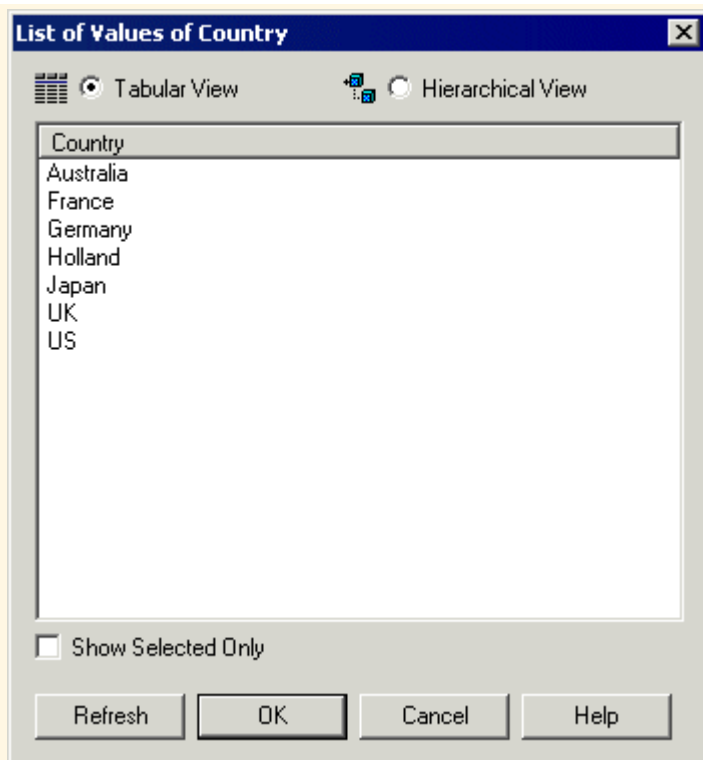 List of Values of Country
Tabular View Hierarchical View
Country
Australia
France
Germany
Holland
Japan
UK
US
Show Selected Only
Refresh OK Cancel Help